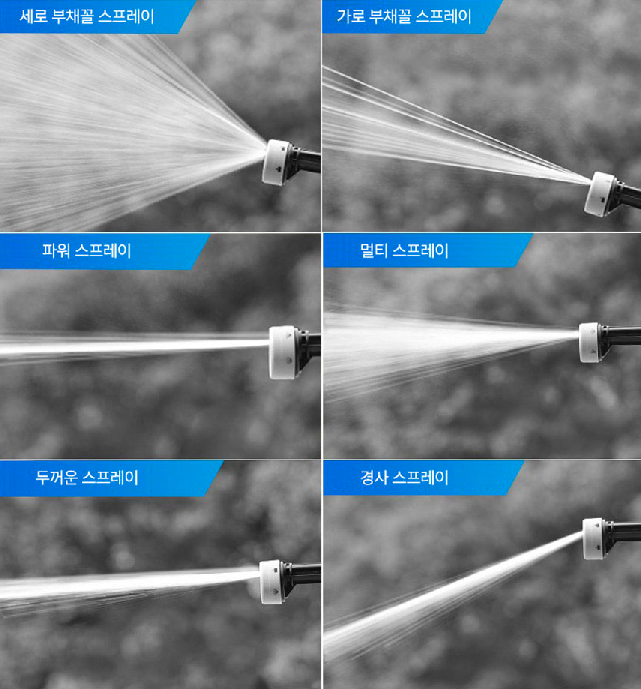 세로 부채꼴 스프레이
가로 부채꼴 스프레이
파워 스프레이
멀티 스프레이
두꺼운 스프레이
경사 스프레이